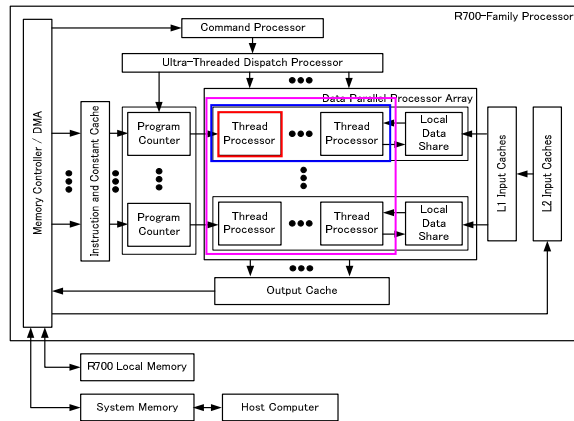 R700-Family Processor
Command Processor
Ultra-Threaded Dispatch Processor
Data Parallel Processor Array
Memory Controller / DMA
Instruction and Constant Cache
Program
Counter
Thread
Processor
Thread
Processor
Local
Data
Share
L1 Input Caches
L2 Input Caches
Program
Counter
Thread
Processor
Thread
Processor
Local
Data
Share
Output Cache
R700 Local Memory
System Memory
Host Computer